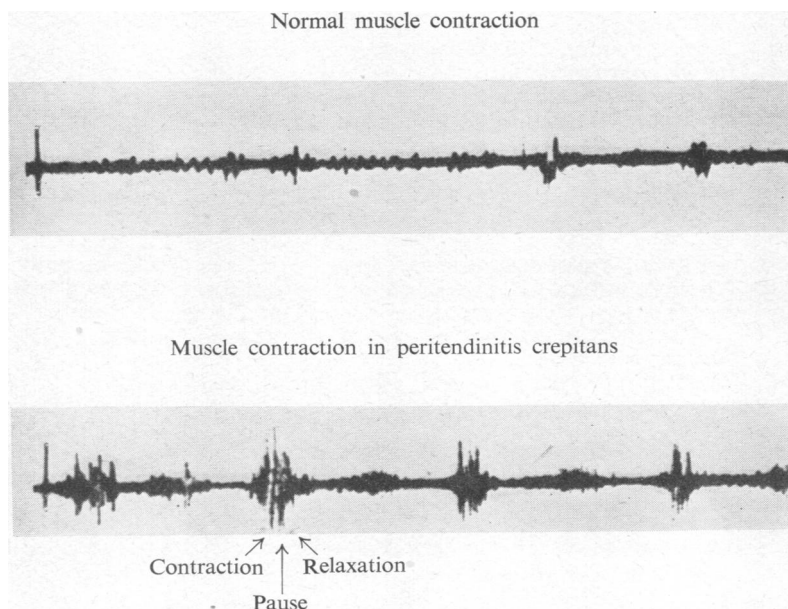 Normal muscle contraction
Muscle contraction in peritendinitis crepitans
Contraction Relaxation
Pause